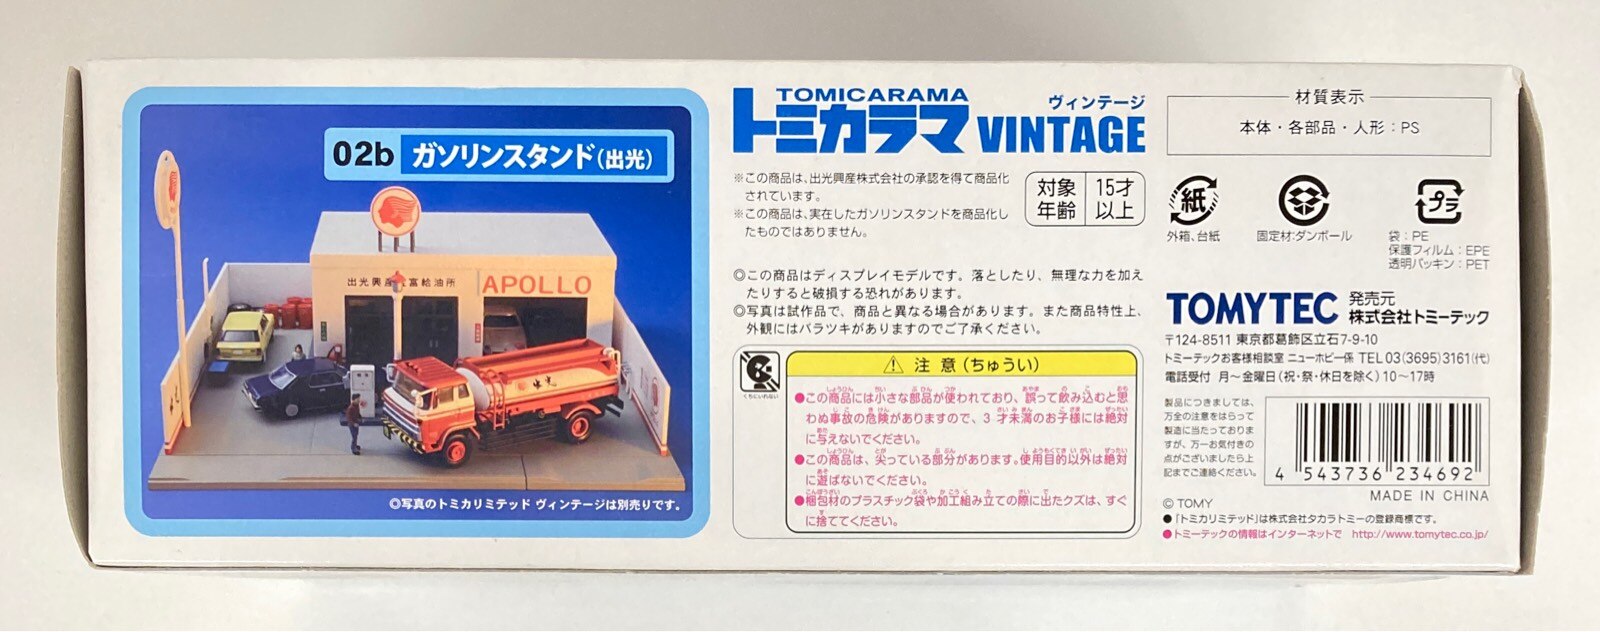 02b ガソリンスタンド(出光)
出光興産
富給油所
APOLLO
出光
◎写真のトミカリミテッド ヴィンテージは別売りです。
TOMICARAMA
トミカラマ
ヴィンテージ
VINTAGE
※この商品は、出光興産株式会社の承認を得て商品化
されています。
※この商品は、実在したガソリンスタンドを商品化し
たものではありません。
対象年齢 15才以上
◎この商品はディスプレイモデルです。落としたり、無理な力を加え
たりすると破損する恐れがあります。
◎写真は試作品で、商品と異なる場合があります。また商品特性上、
外観にはバラツキがありますのでご了承ください。
くちにいれない
⚠ 注意(ちゅうい)
●この商品には小さな部品が使われており、誤って飲み込むと思
わぬ事故の危険がありますので、3才未満のお子様には絶対
に与えないでください。
●この商品は、尖っている部分があります。使用目的以外は絶対
に遊ばないでください。
●梱包材のプラスチック袋や加工組み立ての際に出たクズは、すぐ
に捨ててください。
材質表示
本体・各部品・人形:PS
紙
外箱、台紙
固定材:ダンボール
プラ
袋:PE
保護フィルム:EPE
透明パッキン:PET
TOMYTEC
発売元
株式会社トミーテック
〒124-8511 東京都葛飾区立石7-9-10
トミーテックお客様相談室 ニューホビー係 TEL 03(3695)3161(代)
電話受付 月〜金曜日(祝・祭・休日を除く)10〜17時
製品につきましては、
万全の注意をはらって
製造に当たっておりま
すが、万一お気付きの
点がございましたら上
記までご連絡ください。
4 543736 234692
MADE IN CHINA
© TOMY
●「トミカリミテッド」は株式会社タカラトミーの登録商標です。
●トミーテックの情報はインターネットで http://www.tomytec.co.jp/